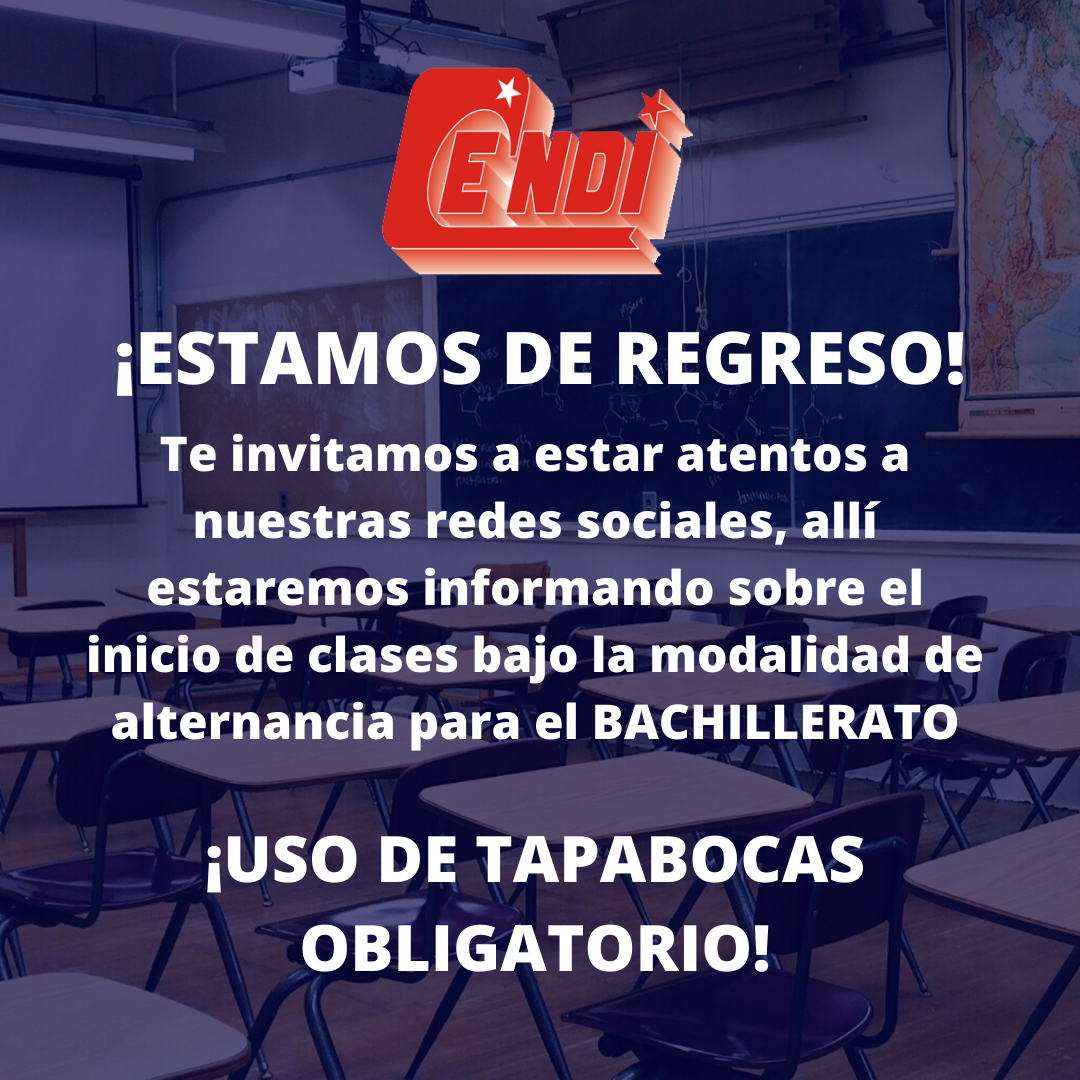 CENDI
¡ESTAMOS DE REGRESO!
Te invitamos a estar atentos a
nuestras redes sociales, allí
estaremos informando sobre el
inicio de clases bajo la modalidad de
alternancia para el BACHILLERATO
¡USO DE TAPABOCAS
OBLIGATORIO!